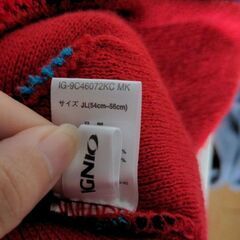 IG-9C46072KC MK
サイズ JL(54cm~56cm)
IGNIO